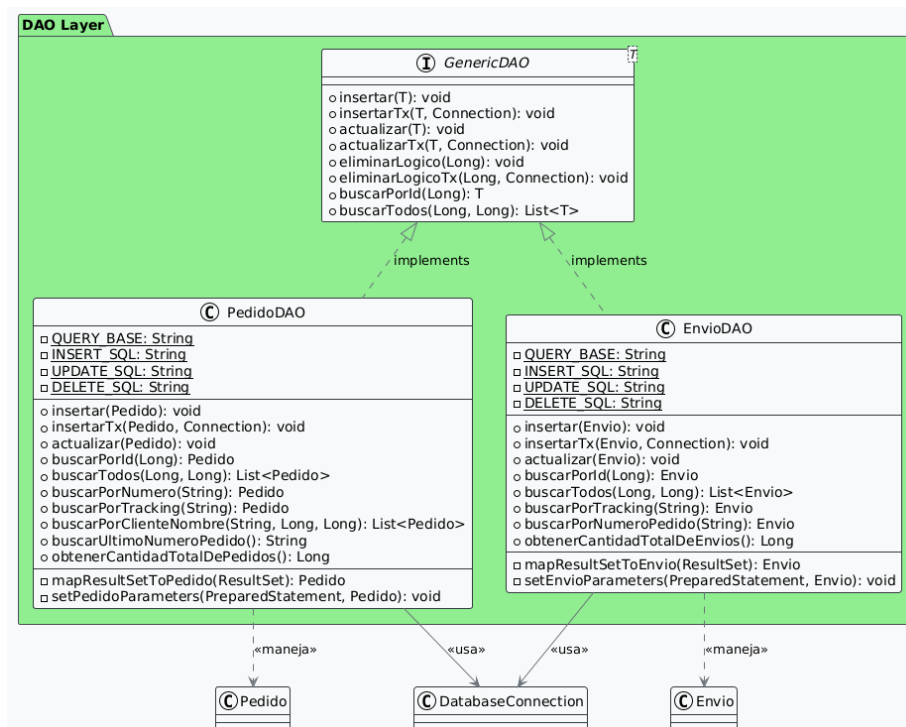 DAO Layer
I GenericDAO T
insertar(T): void
insertarTx(T, Connection): void
actualizar(T): void
actualizarTx(T, Connection): void
eliminarLogico(Long): void
eliminarLogicoTx(Long, Connection): void
buscarPorId(Long): T
buscarTodos(Long, Long): List<T>
implements
implements
C PedidoDAO
QUERY_BASE: String
INSERT_SQL: String
UPDATE_SQL: String
DELETE_SQL: String
insertar(Pedido): void
insertarTx(Pedido, Connection): void
actualizar(Pedido): void
buscarPorId(Long): Pedido
buscarTodos(Long, Long): List<Pedido>
buscarPorNumero(String): Pedido
buscarPorTracking(String): Pedido
buscarPorClienteNombre(String, Long, Long): List<Pedido>
buscarUltimoNumeroPedido(): String
obtenerCantidadTotalDePedidos(): Long
mapResultSetToPedido(ResultSet): Pedido
setPedidoParameters(PreparedStatement, Pedido): void
C EnvioDAO
QUERY_BASE: String
INSERT_SQL: String
UPDATE_SQL: String
DELETE_SQL: String
insertar(Envio): void
insertarTx(Envio, Connection): void
actualizar(Envio): void
buscarPorId(Long): Envio
buscarTodos(Long, Long): List<Envio>
buscarPorTracking(String): Envio
buscarPorNumeroPedido(String): Envio
obtenerCantidadTotalDeEnvios(): Long
mapResultSetToEnvio(ResultSet): Envio
setEnvioParameters(PreparedStatement, Envio): void
«maneja»
«usa»
«usa»
«maneja»
C Pedido
C DatabaseConnection
C Envio